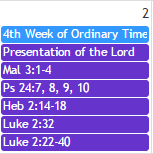 2
4th Week of Ordinary Time
Presentation of the Lord
Mal 3:1-4
Ps 24:7, 8, 9, 10
Heb 2:14-18
Luke 2:32
Luke 2:22-40